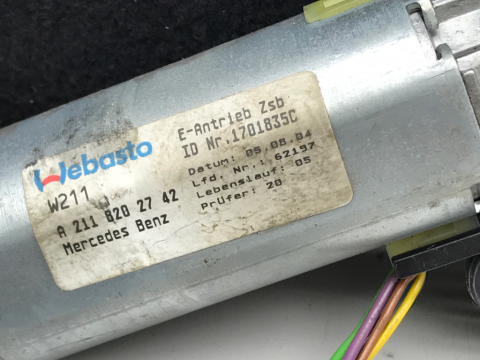 Webasto
W211
A 211 820 27 42
Mercedes Benz
E-Antrieb Zsb
ID Nr.1701835C
Datum: 05.08.04
Lfd. Nr.: 62197
Lebenslauf: 05
Prüfer: 20